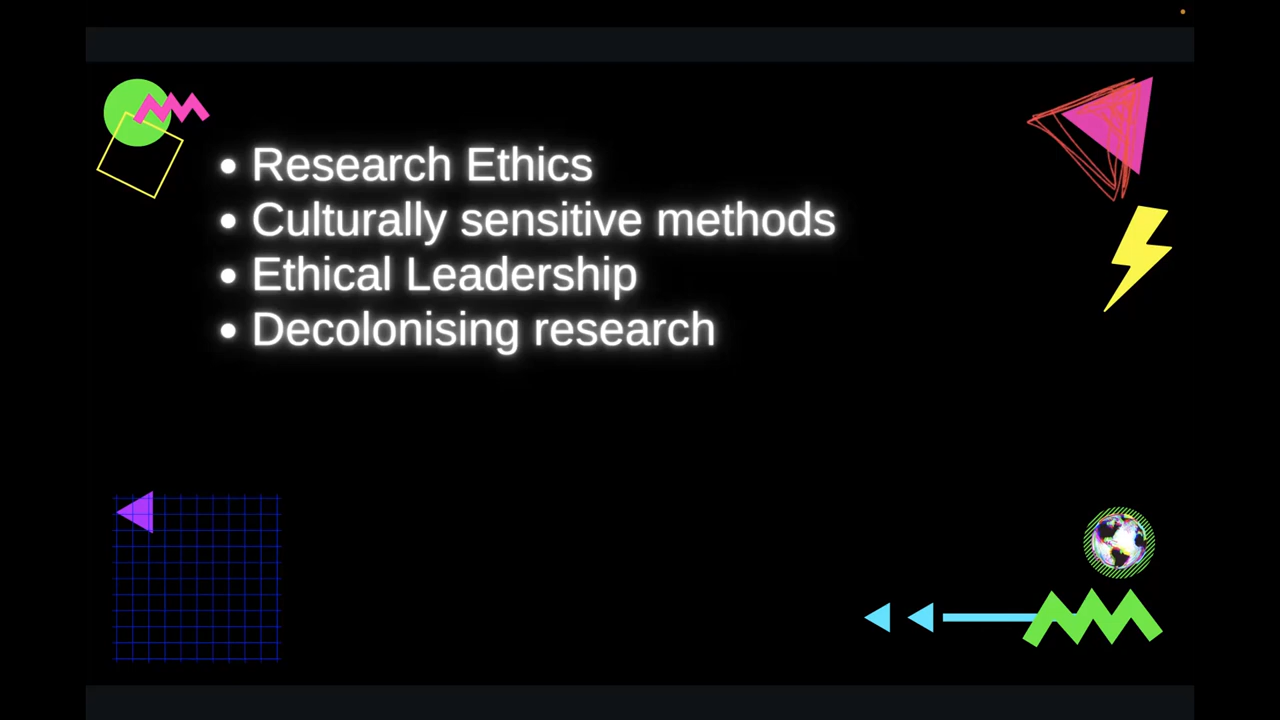 • Research Ethics
• Culturally sensitive methods
• Ethical Leadership
• Decolonising research